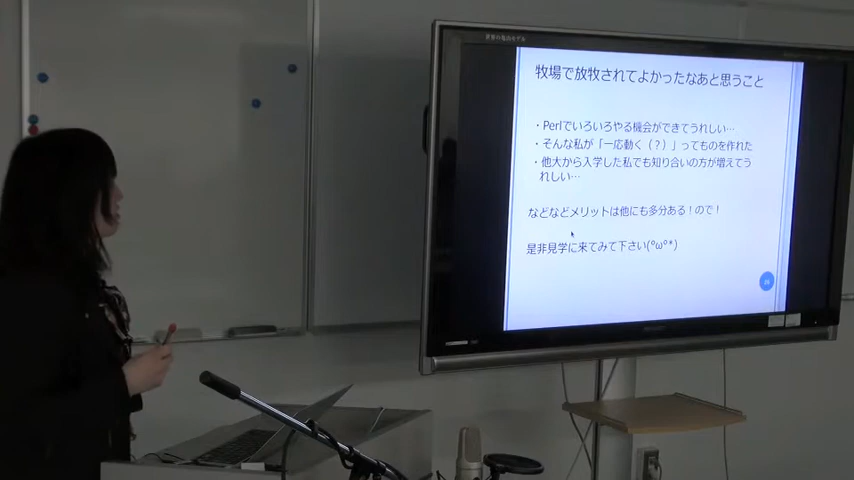 牧場で放牧されてよかったなあと思うこと
・Perlでいろいろやる機会ができてうれしい…
・そんな私が「一応動く（？）」ってものを作れた
・他大から入学した私でも知り合いの方が増えてう
れしい…
などなどメリットは他にも多分ある！ので！
是非見学に来てみて下さい(°ω°*)